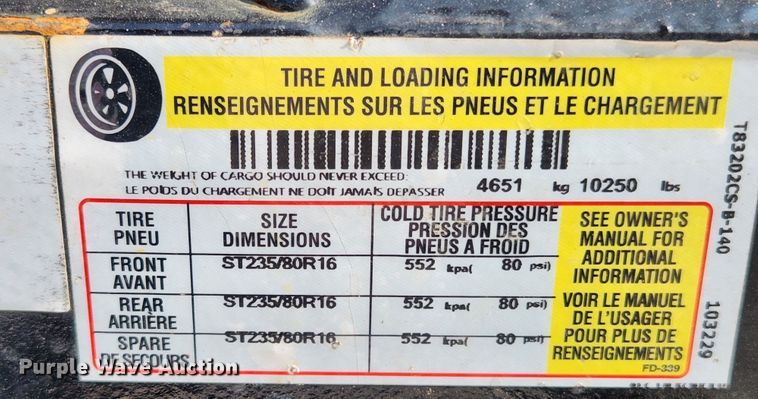 TIRE AND LOADING INFORMATION
RENSEIGNEMENTS SUR LES PNEUS ET LE CHARGEMENT
THE WEIGHT OF CARGO SHOULD NEVER EXCEED:
LE POIDS DU CHARGEMENT NE DOIT JAMAIS DEPASSER 4651 kg 10250 lbs
TIRE PNEU SIZE DIMENSIONS COLD TIRE PRESSURE
PRESSION DES
PNEUS A FROID
FRONT AVANT ST235/80R16 552 kpa( 80 psi)
REAR ARRIÈRE ST235/80R16 552 kpa( 80 psi)
SPARE DE SECOURS ST235/80R16 552 kpa( 80 psi)
SEE OWNER'S
MANUAL FOR
ADDITIONAL
INFORMATION
VOIR LE MANUEL
DE L'USAGER
POUR PLUS DE
RENSEIGNEMENTS
FD-339
T83202CS-B-140
103229
Purple Wave Auction